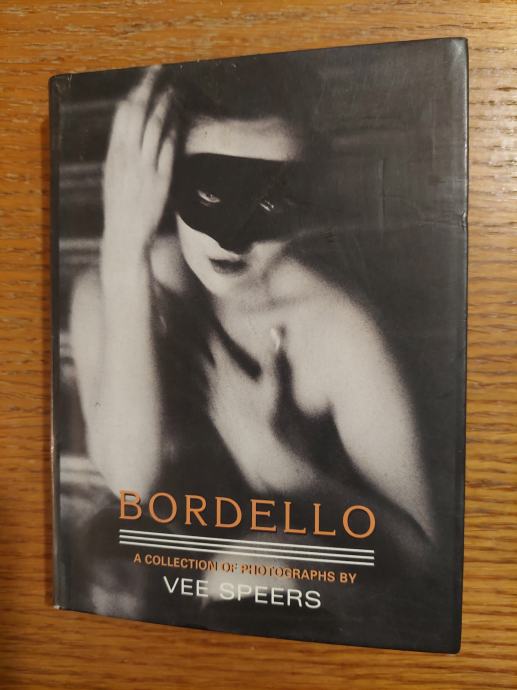 BORDELLO
A COLLECTION OF PHOTOGRAPHS BY
VEE SPEERS